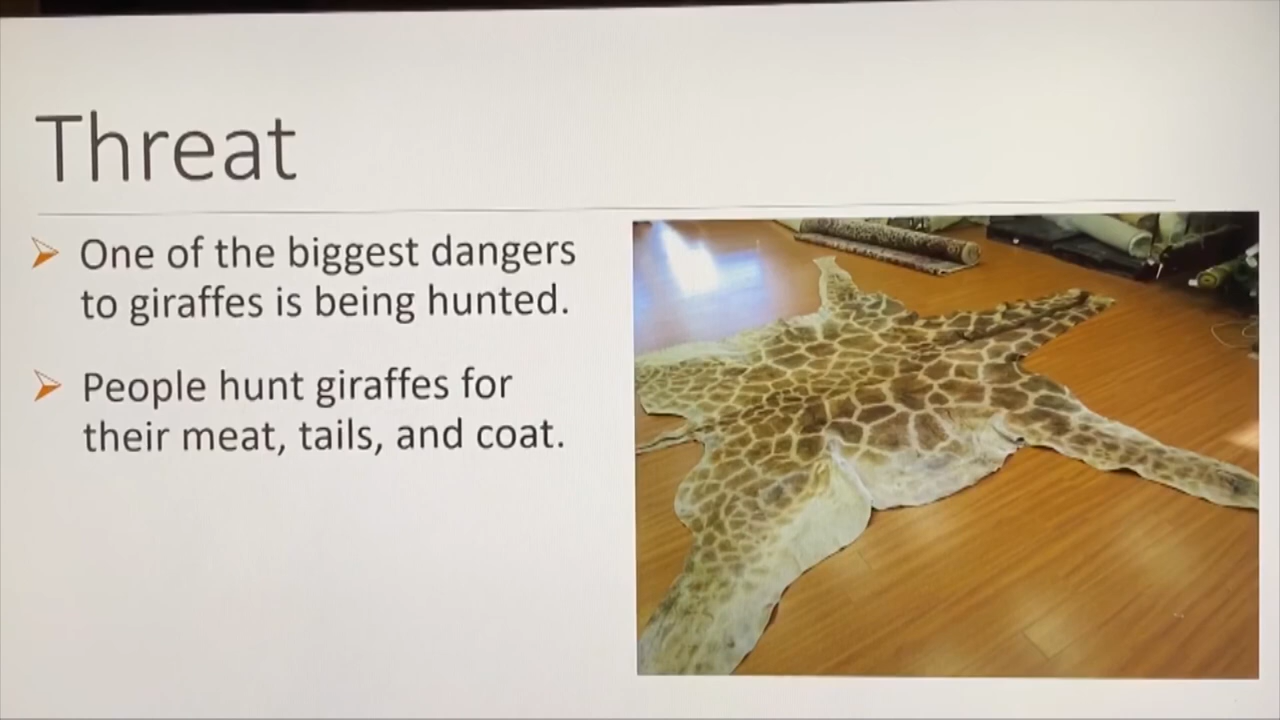 Threat
One of the biggest dangers
to giraffes is being hunted.
People hunt giraffes for
their meat, tails, and coat.